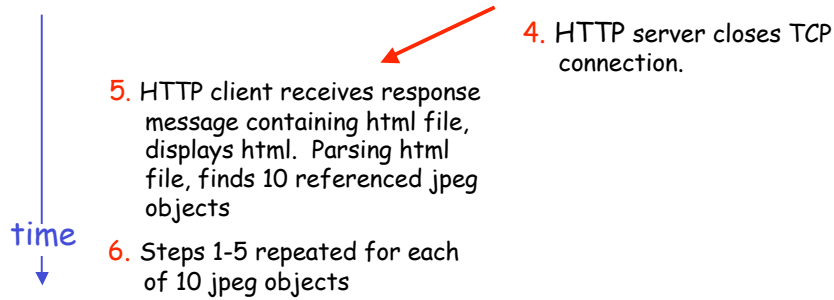 4. HTTP server closes TCP
connection.
5. HTTP client receives response
message containing html file,
displays html. Parsing html
file, finds 10 referenced jpeg
objects
time
6. Steps 1-5 repeated for each
of 10 jpeg objects